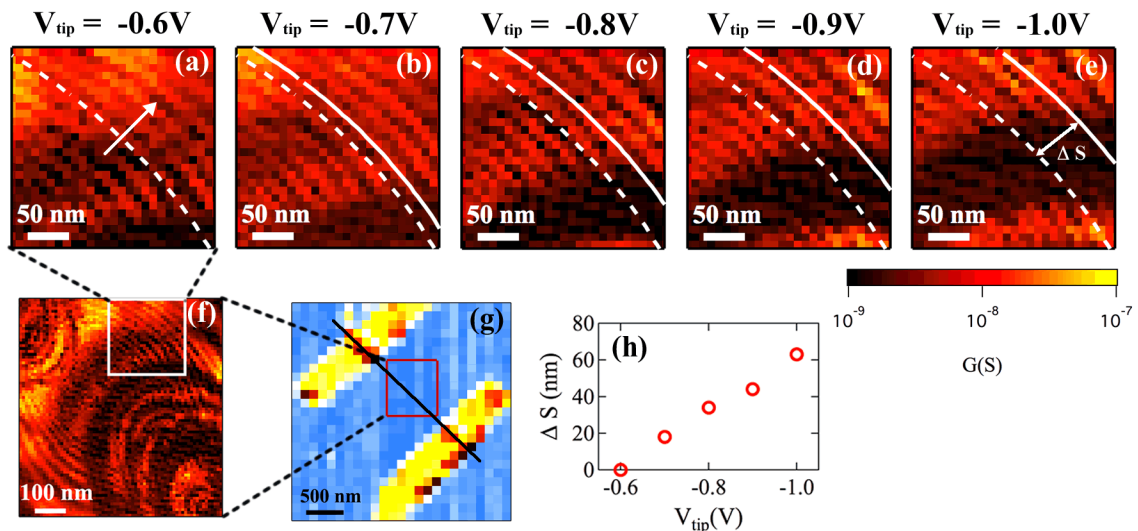 V_tip = -0.6V
V_tip = -0.7V
V_tip = -0.8V
V_tip = -0.9V
V_tip = -1.0V
(a)
50 nm
(b)
50 nm
(c)
50 nm
(d)
50 nm
(e)
Δ S
50 nm
(f)
100 nm
(g)
500 nm
(h)
80
60
40
20
0
Δ S (nm)
-0.6
-0.8
-1.0
V_tip(V)
10^-9
10^-8
10^-7
G(S)